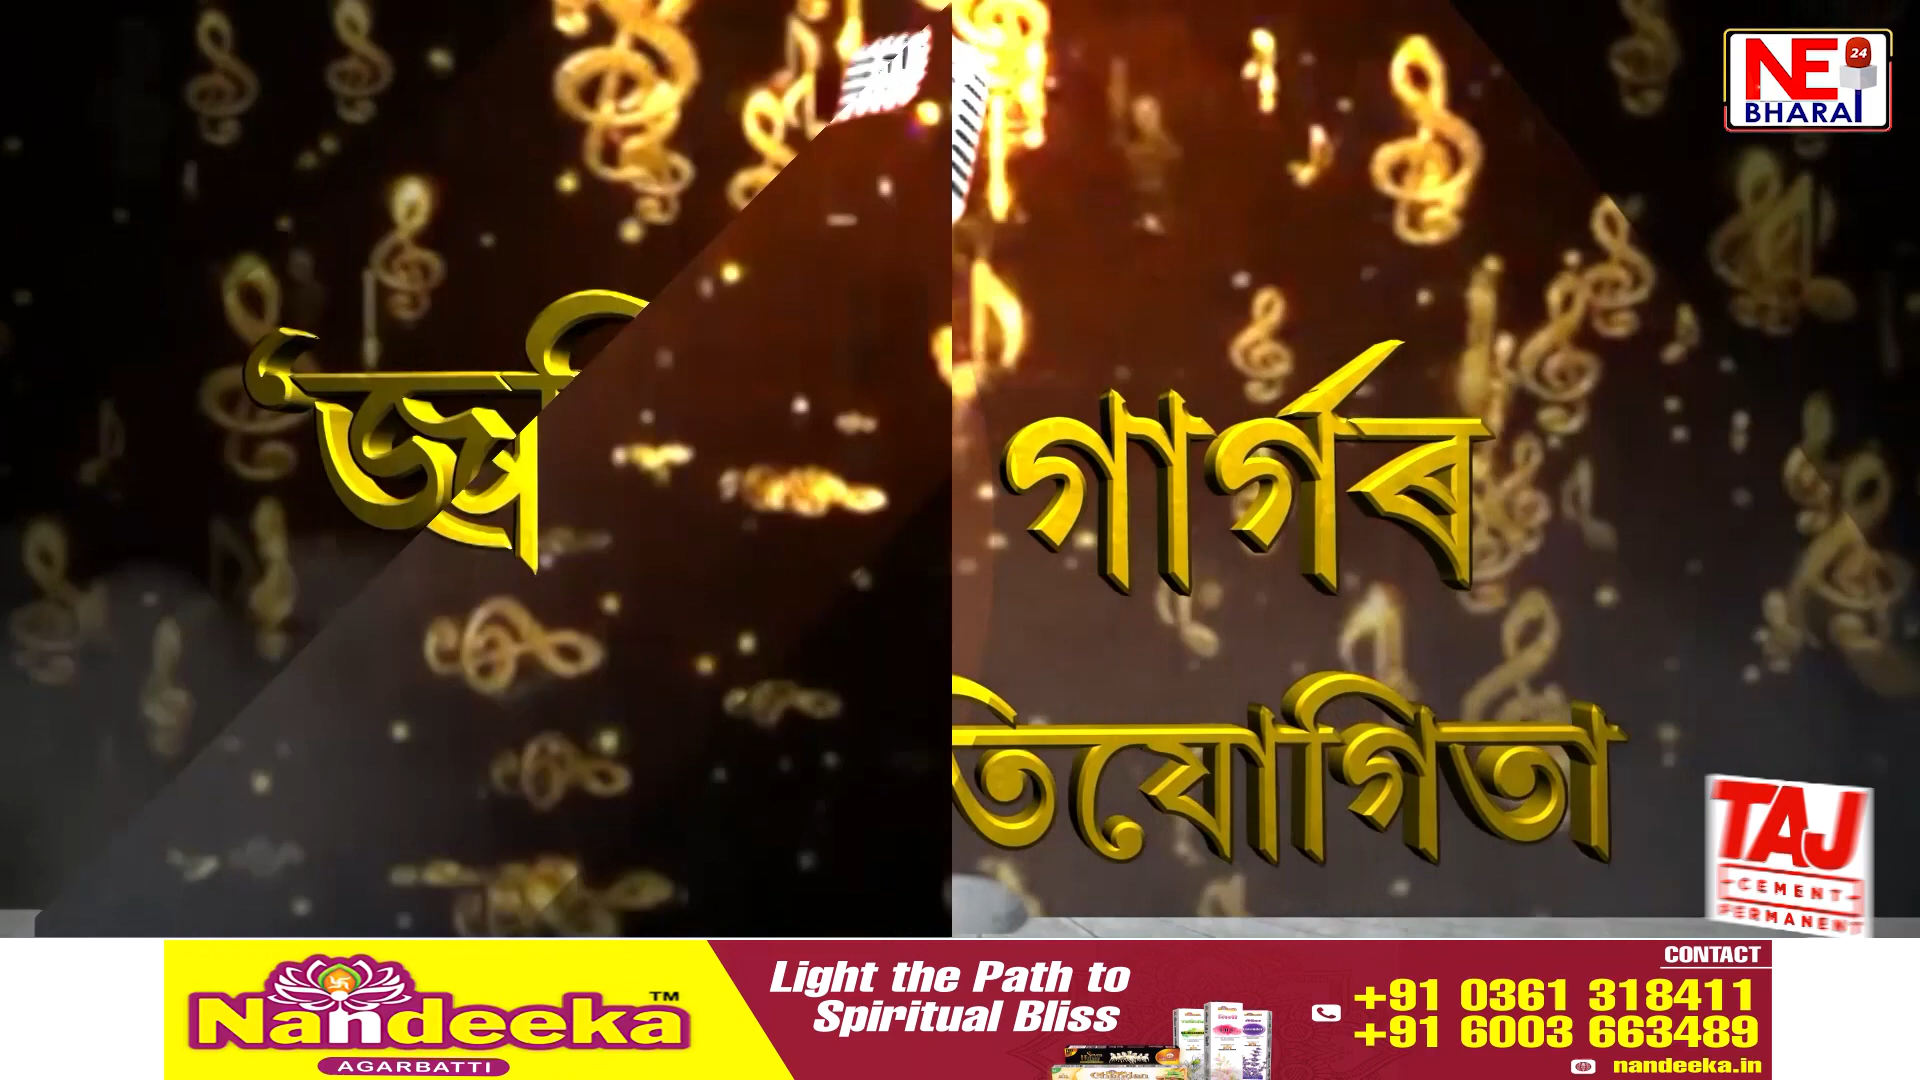 NE 24
BHARAT
গাৰ্গৰ
তিযোগিতা
TAJ
CEMENT
PERMANENT
Nandeeka™
AGARBATTI
Light the Path to
Spiritual Bliss
CONTACT
+91 0361 318411
+91 6003 663489
nandeeka.in